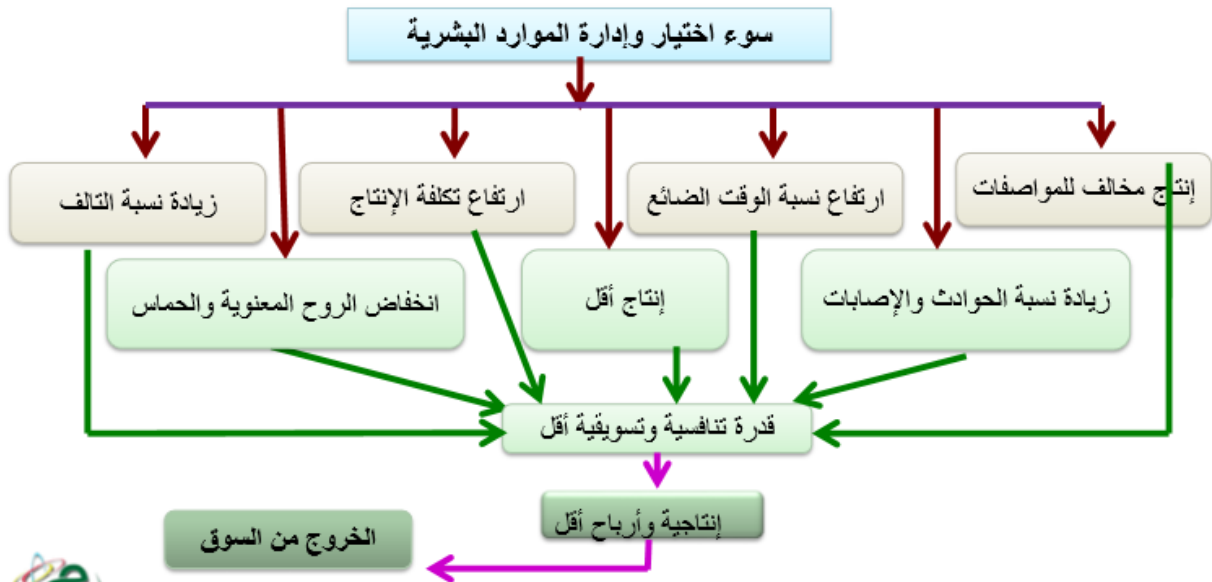 سوء اختيار وإدارة الموارد البشرية
إنتاج مخالف للمواصفات
ارتفاع نسبة الوقت الضائع
ارتفاع تكلفة الإنتاج
زيادة نسبة التالف
زيادة نسبة الحوادث والإصابات
إنتاج أقل
انخفاض الروح المعنوية والحماس
قدرة تنافسية وتسويقية أقل
إنتاجية وأرباح أقل
الخروج من السوق